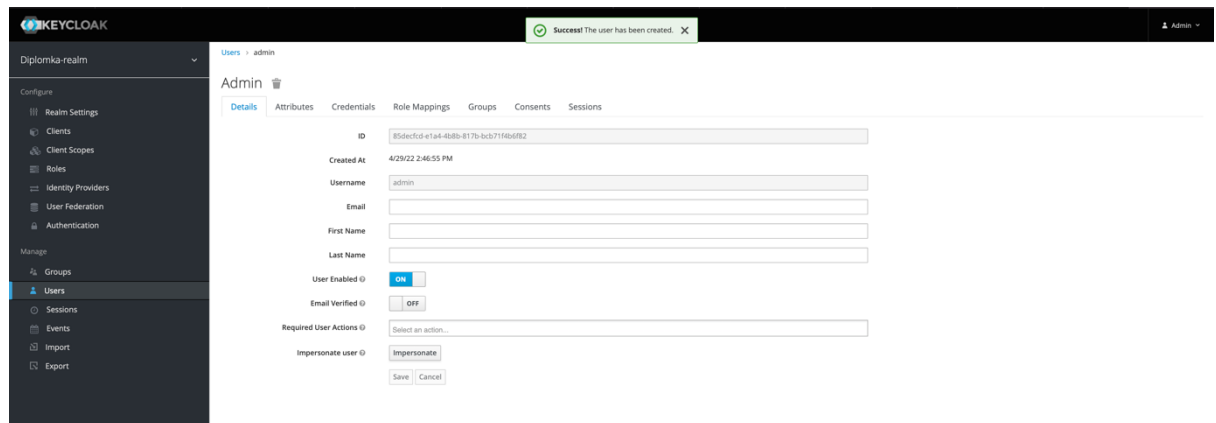 KEYCLOAK
Success! The user has been created.
Admin
Diplomka-realm
Configure
Realm Settings
Clients
Client Scopes
Roles
Identity Providers
User Federation
Authentication
Manage
Groups
Users
Sessions
Events
Import
Export
Users > admin
Admin
Details Attributes Credentials Role Mappings Groups Consents Sessions
ID 85decfcd-e1a4-4b8b-817b-bcb71f4b6f82
Created At 4/29/22 2:46:55 PM
Username admin
Email
First Name
Last Name
User Enabled ON
Email Verified OFF
Required User Actions Select an action...
Impersonate user Impersonate
Save Cancel